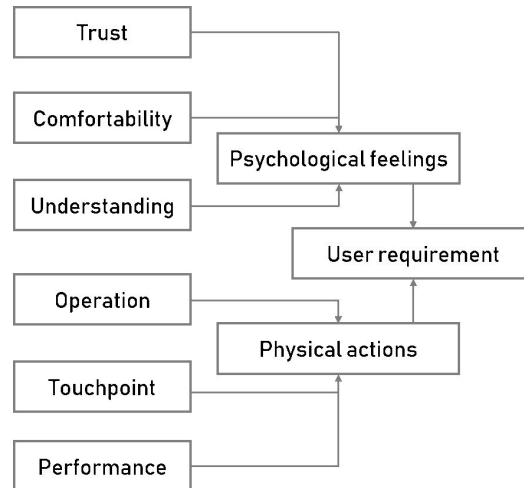 Trust
Comfortability
Psychological feelings
Understanding
User requirement
Operation
Physical actions
Touchpoint
Performance